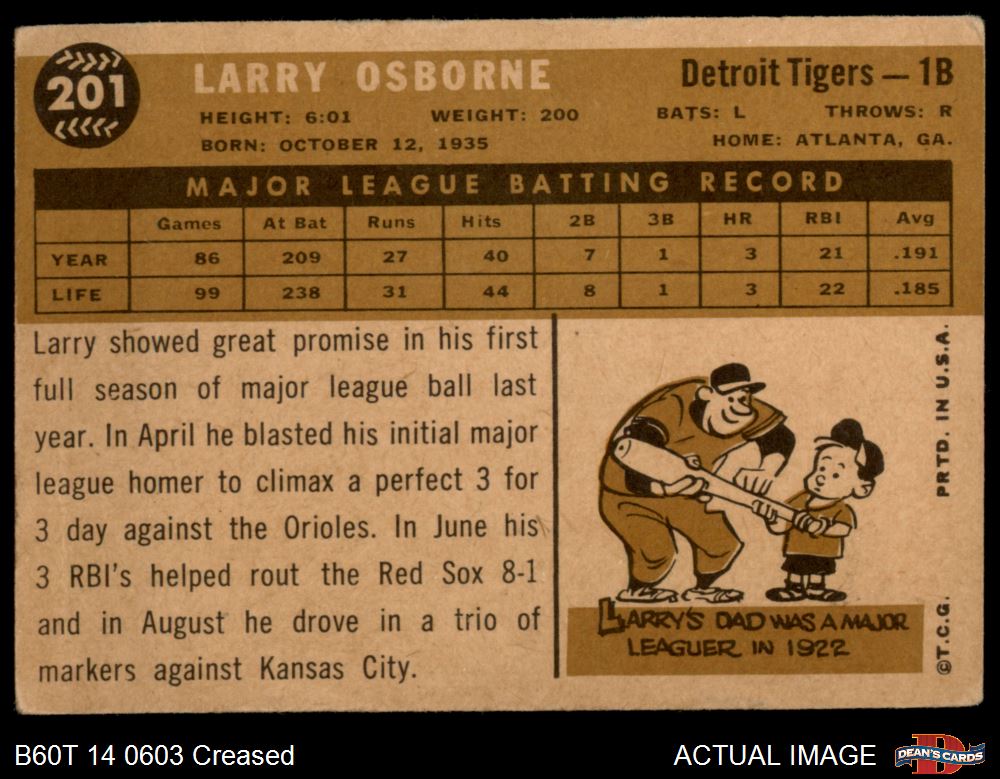 201
LARRY OSBORNE
Detroit Tigers — 1B
HEIGHT: 6:01 WEIGHT: 200 BATS: L THROWS: R
BORN: OCTOBER 12, 1935 HOME: ATLANTA, GA.
MAJOR LEAGUE BATTING RECORD
Games At Bat Runs Hits 2B 3B HR RBI Avg
YEAR 86 209 27 40 7 1 3 21 .191
LIFE 99 238 31 44 8 1 3 22 .185
Larry showed great promise in his first
full season of major league ball last
year. In April he blasted his initial major
league homer to climax a perfect 3 for
3 day against the Orioles. In June his
3 RBI's helped rout the Red Sox 8-1
and in August he drove in a trio of
markers against Kansas City.
LARRY'S DAD WAS A MAJOR
LEAGUER IN 1922
©T.C.G. PRTD. IN U.S.A.
B60T 14 0603 Creased
ACTUAL IMAGE
D
DEAN'S CARDS